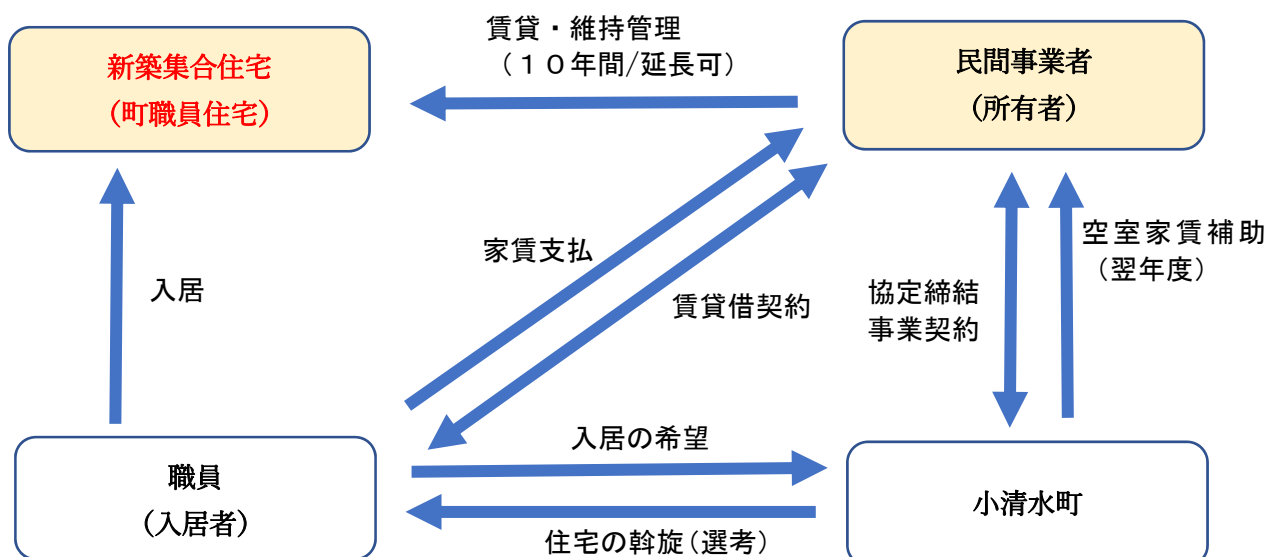 賃貸・維持管理
（１０年間/延長可）
新築集合住宅
（町職員住宅）
民間事業者
（所有者）
家賃支払
賃貸借契約
入居
協定締結
事業契約
空室家賃補助
（翌年度）
入居の希望
職員
（入居者）
小清水町
住宅の斡旋（選考）